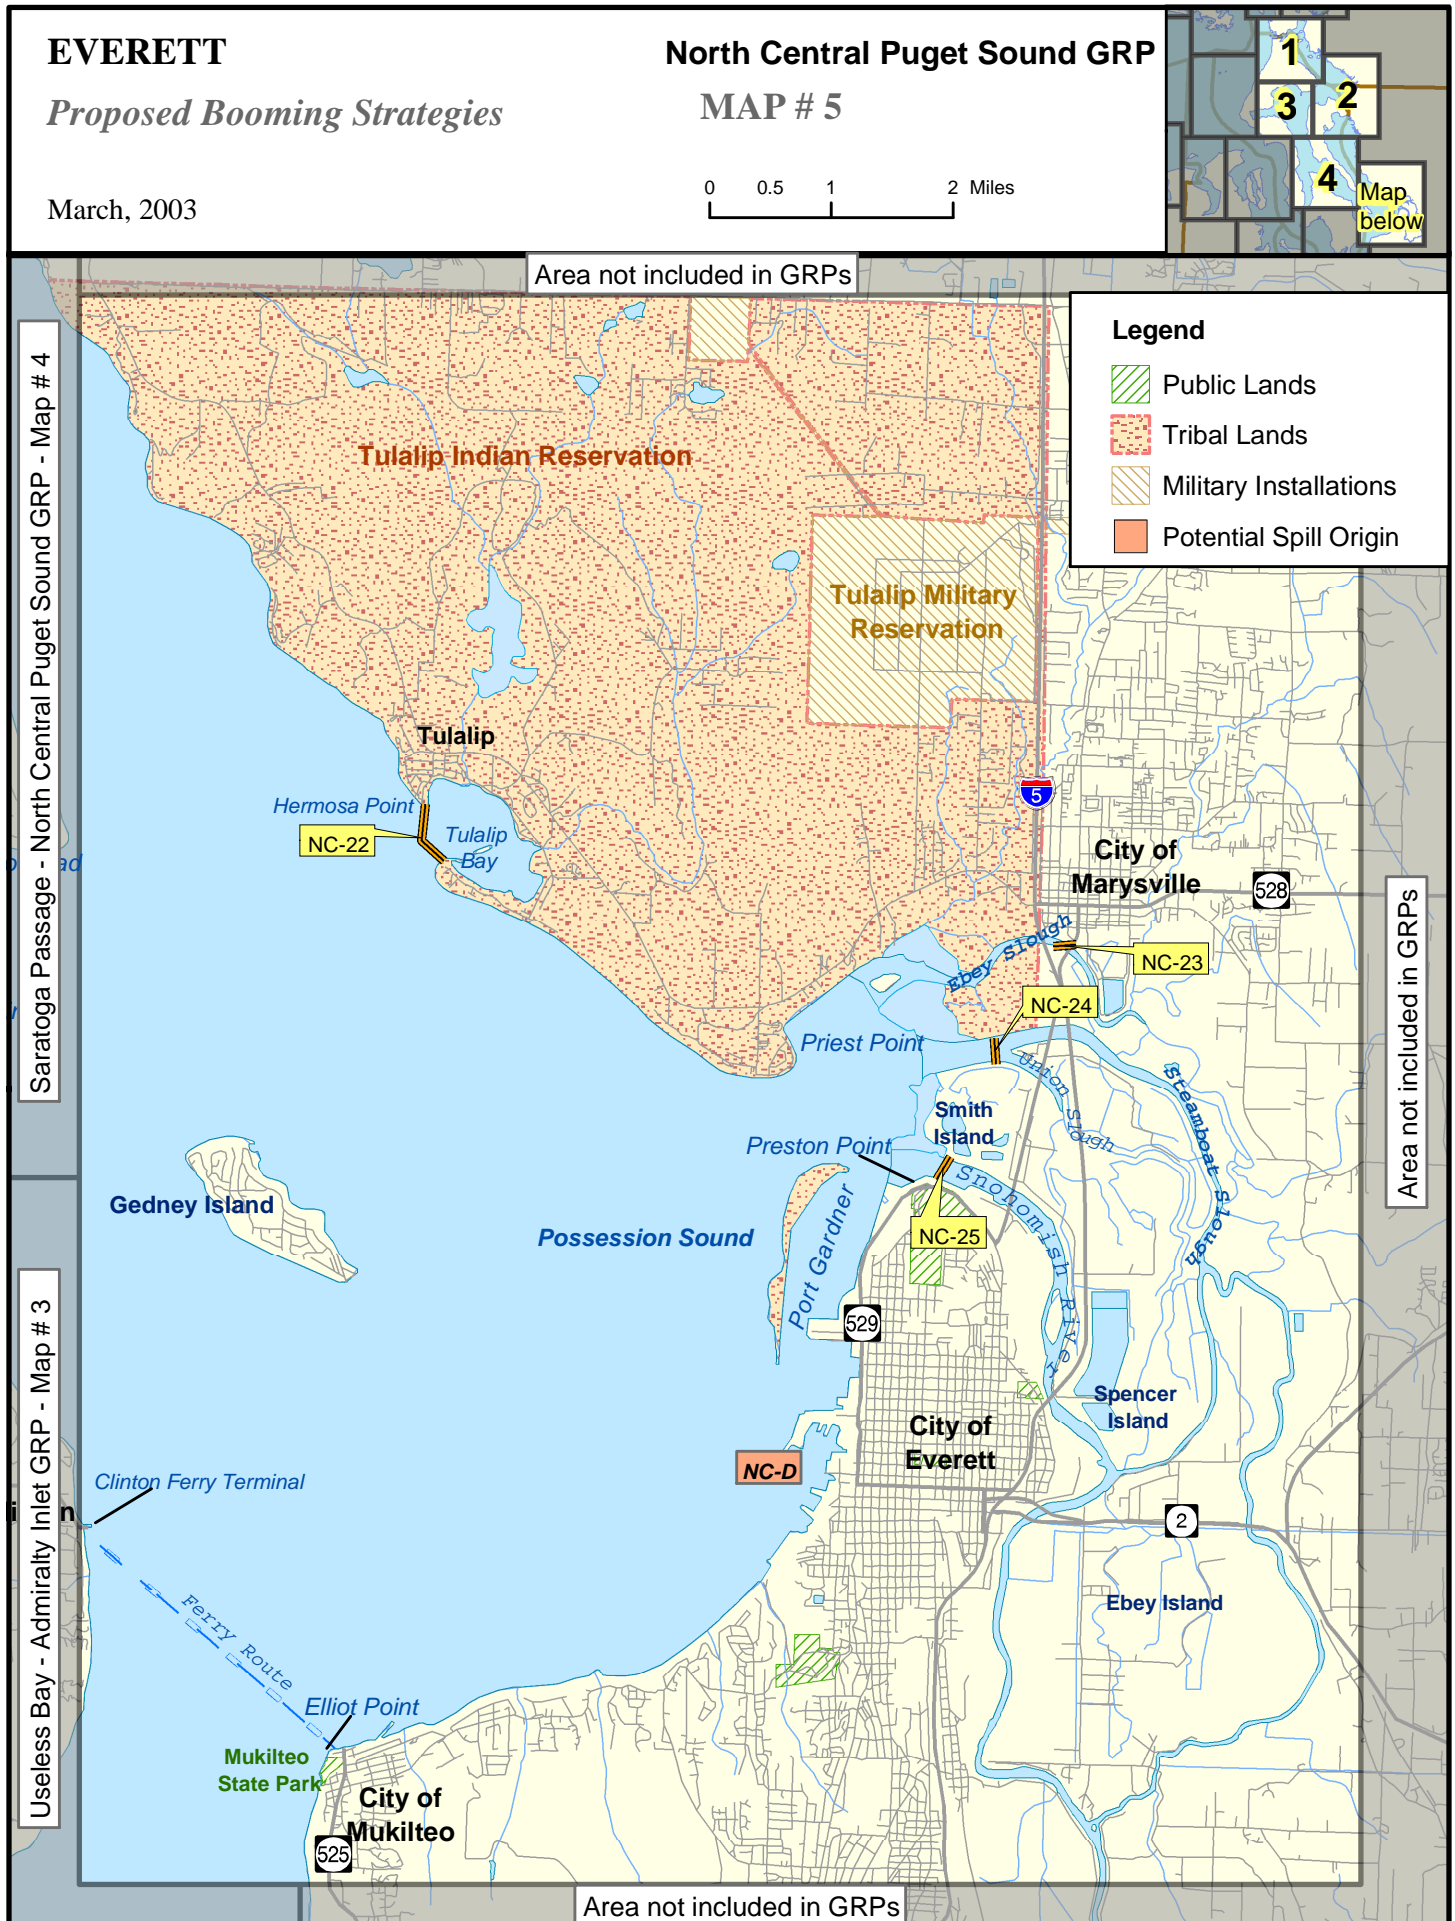 EVERETT
North Central Puget Sound GRP
Proposed Booming Strategies
MAP # 5
March, 2003
0 0.5 1 2 Miles
1
2
3
4
Map
below
Area not included in GRPs
Legend
Public Lands
Tribal Lands
Military Installations
Potential Spill Origin
Saratoga Passage - North Central Puget Sound GRP - Map # 4
Useless Bay - Admiralty Inlet GRP - Map # 3
Area not included in GRPs
Tulalip Indian Reservation
Tulalip Military
Reservation
Tulalip
Hermosa Point
NC-22
Tulalip
Bay
5
City of
Marysville
528
Ebey Slough
NC-23
NC-24
Priest Point
Union Slough
Steamboat Slough
Smith
Island
Preston Point
Snohomish River
NC-25
Gedney Island
Possession Sound
Port Gardner
529
Spencer
Island
City of
Everett
NC-D
Clinton Ferry Terminal
2
Ferry Route
Ebey Island
Elliot Point
Mukilteo
State Park
City of
Mukilteo
525
Area not included in GRPs